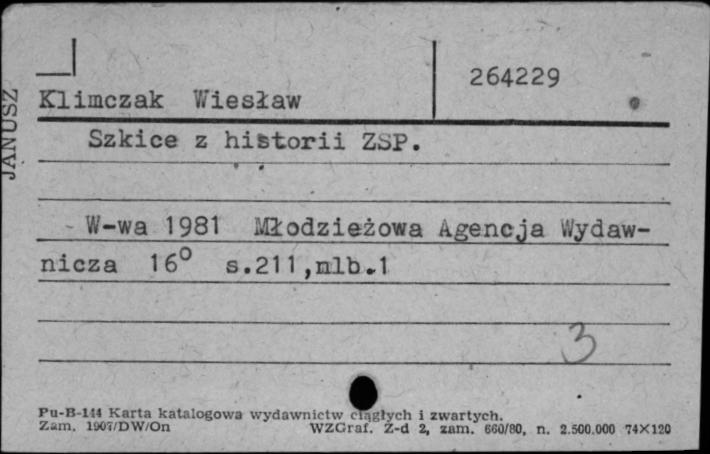 264229
JANUSZ
Klimczak Wiesław
Szkice z historii ZSP.
W-wa 1981 Młodzieżowa Agencja Wydaw-
nicza 16° s.211,nlb.1
3
Pu-B-144 Karta katalogowa wydawnictw ciągłych i zwartych.
Zam. 1907/DW/On WZGraf. Z-d 2, zam. 660/80, n. 2.500.000 74X120